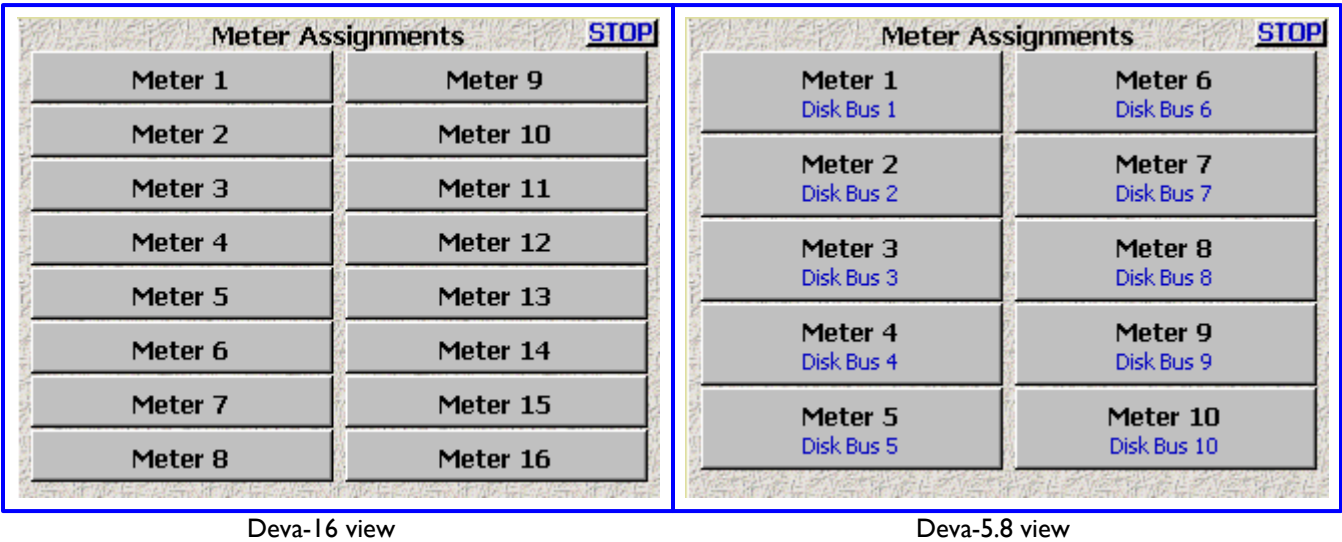 Meter Assignments STOP
Meter 1
Meter 2
Meter 3
Meter 4
Meter 5
Meter 6
Meter 7
Meter 8
Meter 9
Meter 10
Meter 11
Meter 12
Meter 13
Meter 14
Meter 15
Meter 16
Deva-16 view
Meter Assignments STOP
Meter 1
Disk Bus 1
Meter 2
Disk Bus 2
Meter 3
Disk Bus 3
Meter 4
Disk Bus 4
Meter 5
Disk Bus 5
Meter 6
Disk Bus 6
Meter 7
Disk Bus 7
Meter 8
Disk Bus 8
Meter 9
Disk Bus 9
Meter 10
Disk Bus 10
Deva-5.8 view